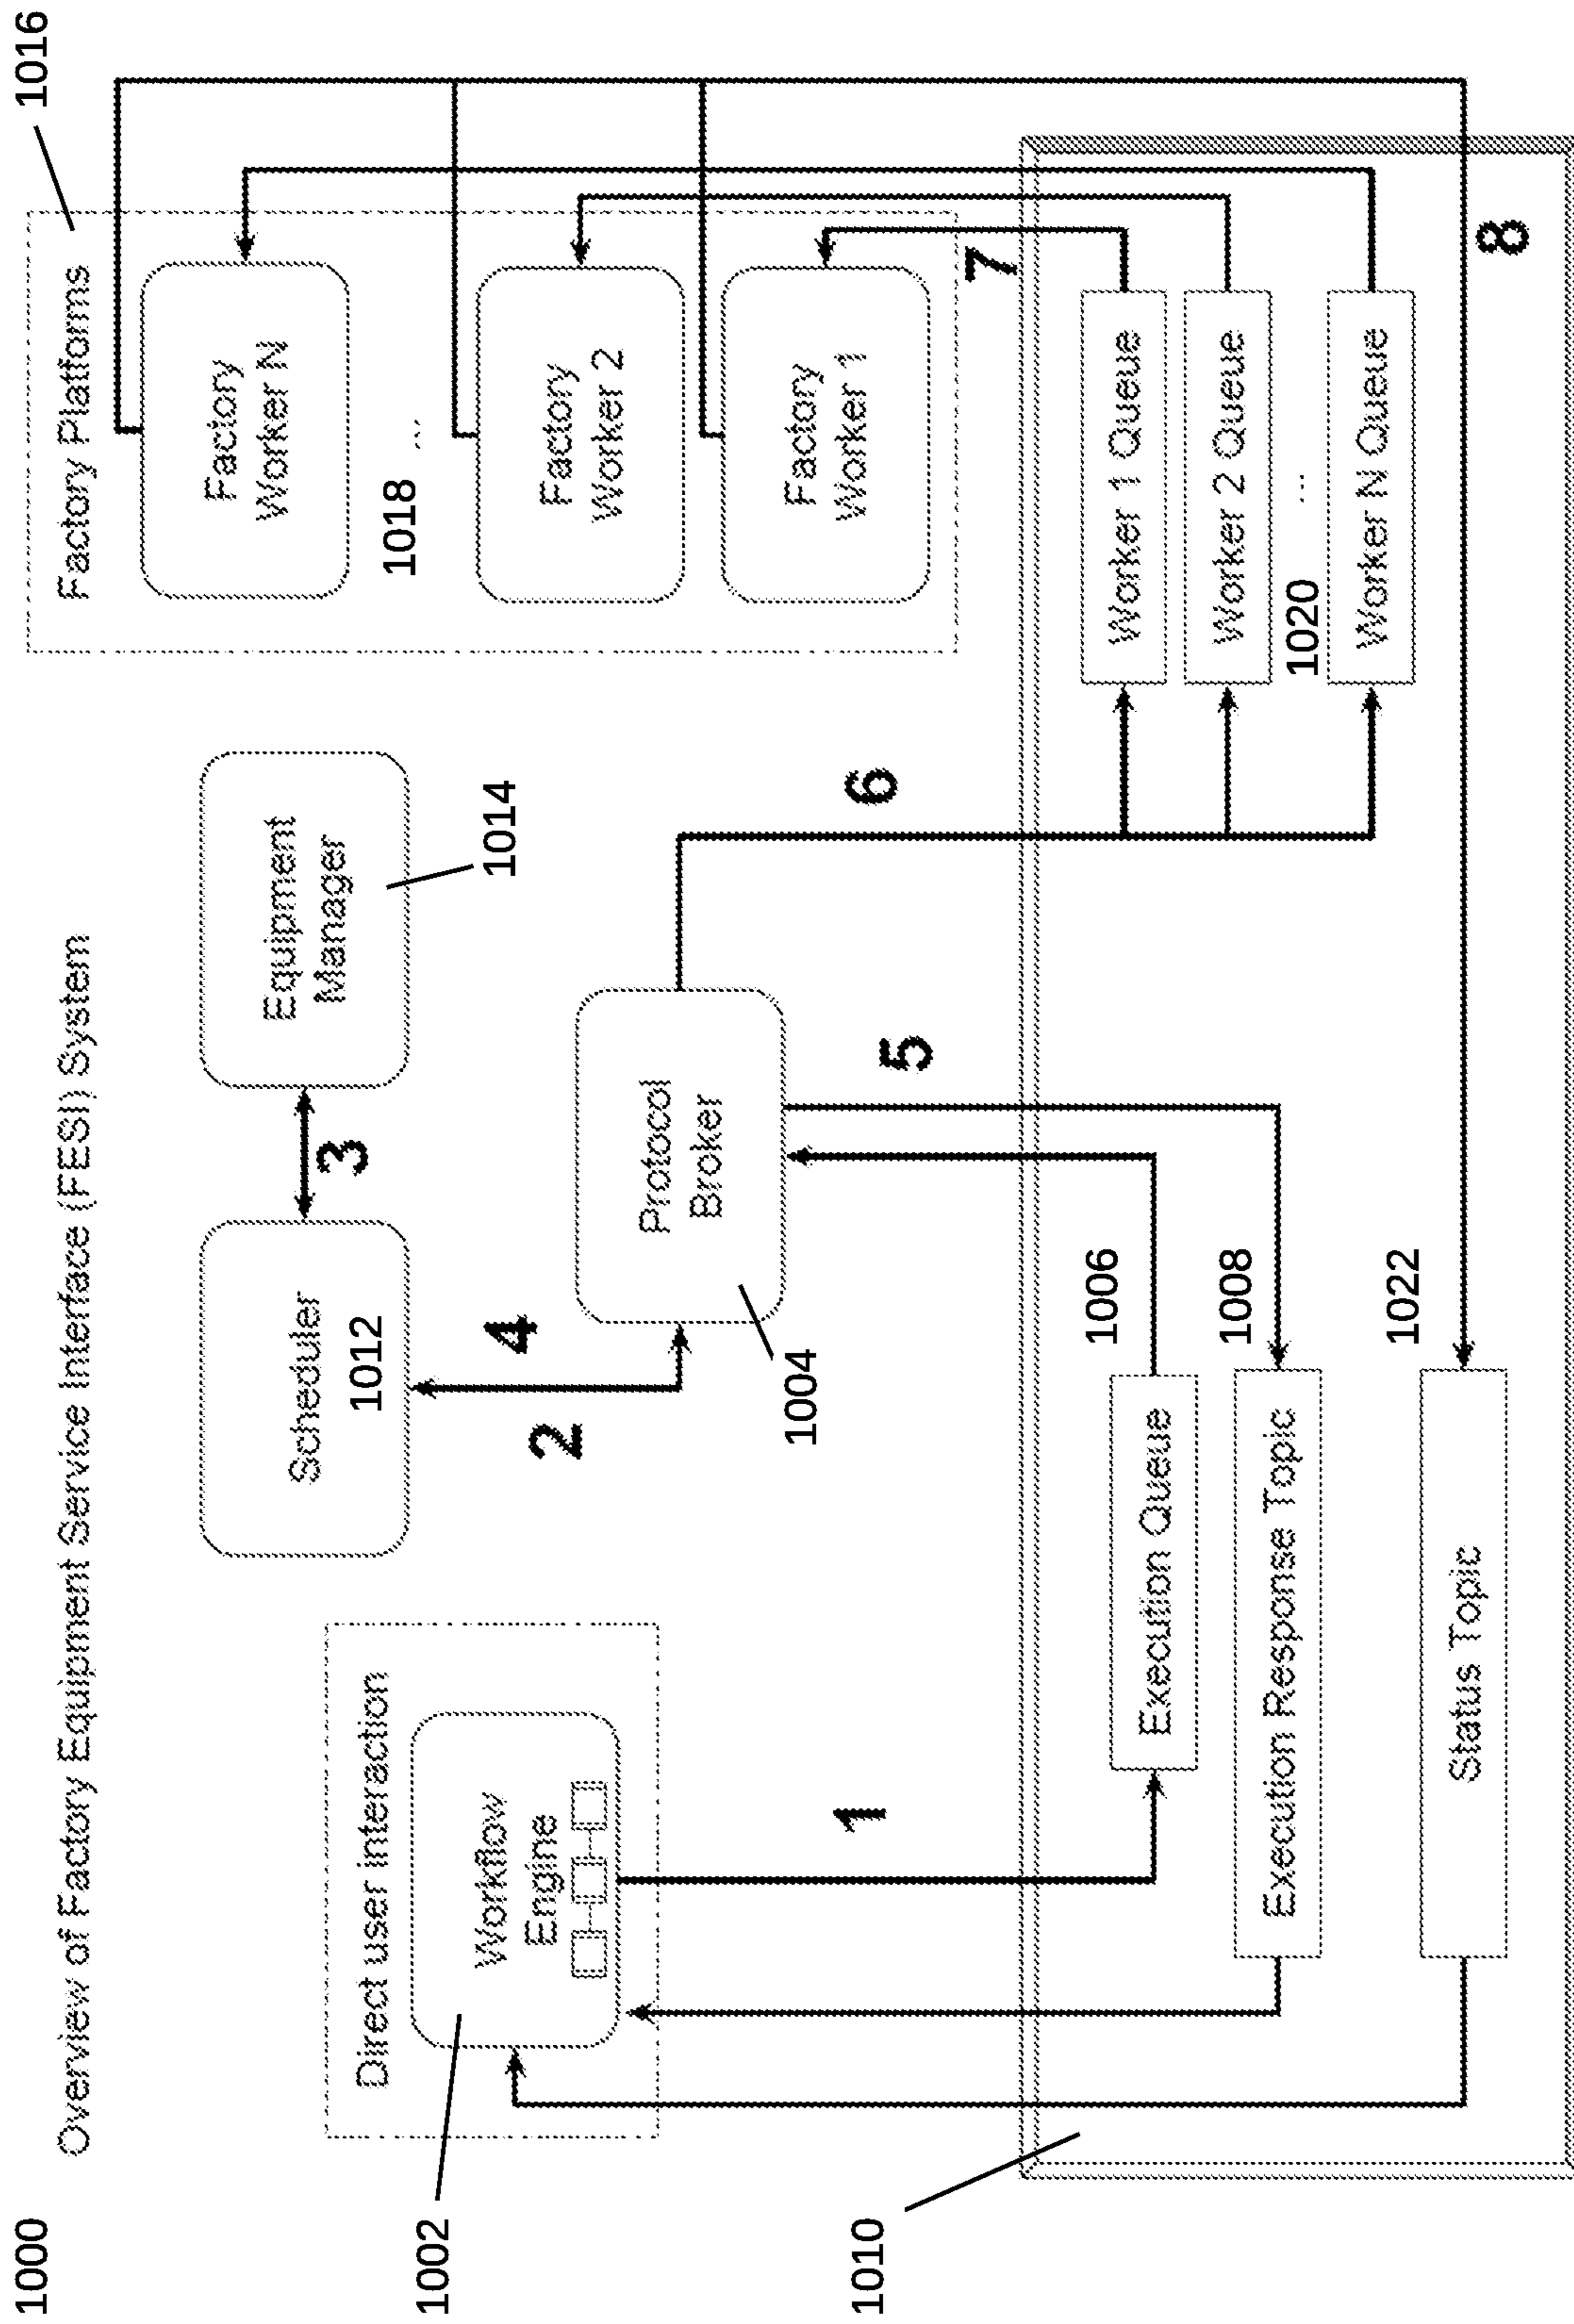 1000
Overview of Factory Equipment Service Interface (FESI) System
1016
Factory Platforms
Factory
Worker N
1018
...
Factory
Worker 2
Factory
Worker 1
Scheduler
1012
3
Equipment
Manager
1014
1002
Direct user interaction
Workflow
Engine
2
4
Protocol
Broker
1004
1
5
6
7
1010
Execution Queue
1006
Execution Response Topic
1008
Status Topic
1022
Worker 1 Queue
Worker 2 Queue
1020
...
Worker N Queue
8